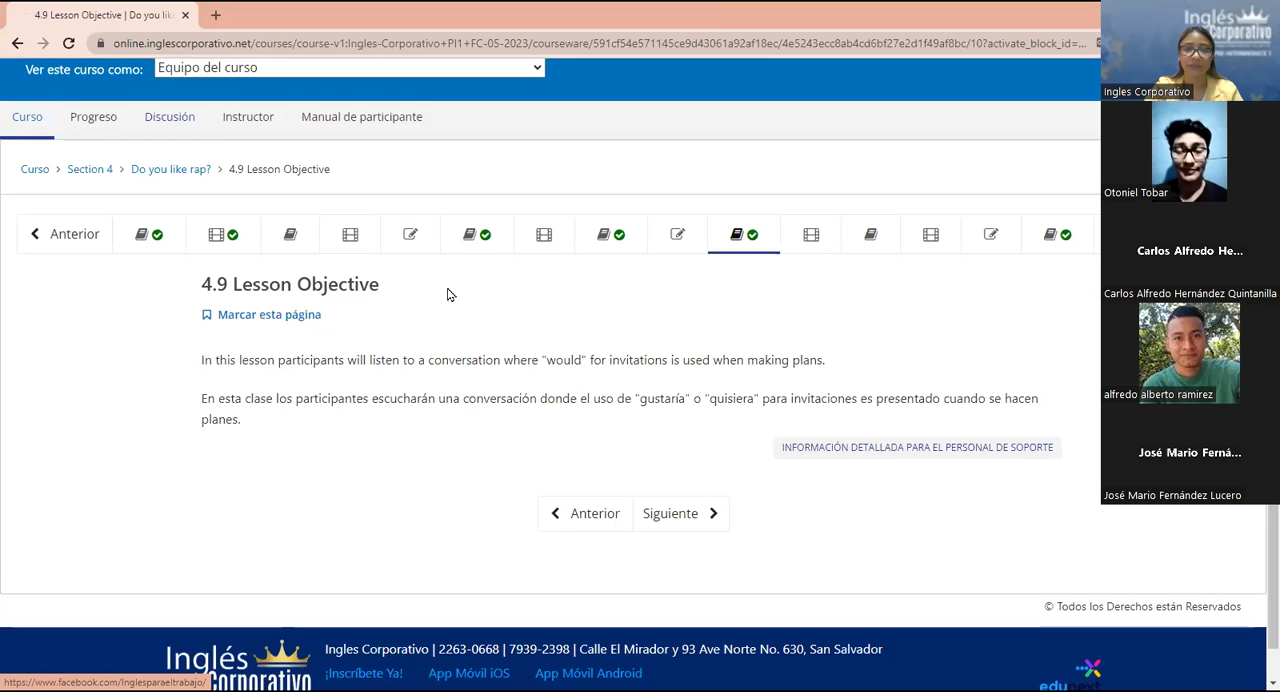 4.9 Lesson Objective | Do you lik
online.inglescorporativo.net/courses/course-v1:Ingles-Corporativo+PI1+FC-05-2023/courseware/591cf54e571145ce9d43061a92af18ec/4e5243ecc8ab4cd6bf27e2d1f49af8bc/10?activate_block_id=...
Ver este curso como: Equipo del curso
Curso Progreso Discusión Instructor Manual de participante
Curso > Section 4 > Do you like rap? > 4.9 Lesson Objective
Anterior
4.9 Lesson Objective
Marcar esta página
In this lesson participants will listen to a conversation where "would" for invitations is used when making plans.
En esta clase los participantes escucharán una conversación donde el uso de "gustaría" o "quisiera" para invitaciones es presentado cuando se hacen
planes.
INFORMACIÓN DETALLADA PARA EL PERSONAL DE SOPORTE
Anterior Siguiente
© Todos los Derechos están Reservados
Inglés
Corporativo
Ingles Corporativo | 2263-0668 | 7939-2398 | Calle El Mirador y 93 Ave Norte No. 630, San Salvador
¡Inscríbete Ya! App Móvil iOS App Móvil Android
edunext
https://www.facebook.com/Inglesparaeltrabajo/
Inglés
Corporativo
Ingles Corporativo
Otoniel Tobar
Carlos Alfredo He...
Carlos Alfredo Hernández Quintanilla
alfredo alberto ramirez
José Mario Ferná...
José Mario Fernández Lucero